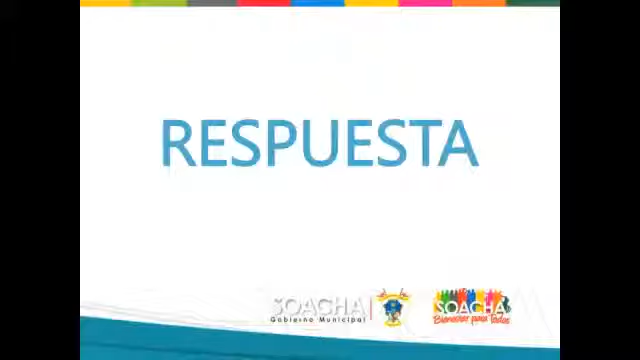 RESPUESTA
SOACHA
Gobierno Municipal
SOACHA
Bienestar para Todos